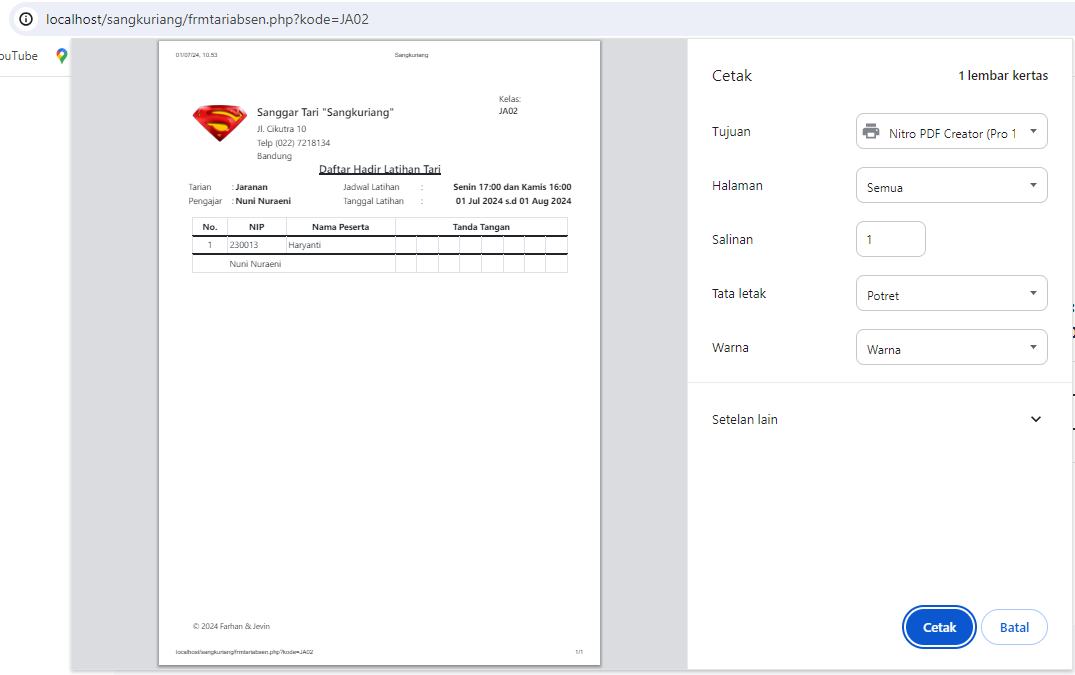 localhost/sangkuriang/frmtariabsen.php?kode=JA02
ouTube
01/07/24, 10.53 Sangkuriang
Sanggar Tari "Sangkuriang"
Jl. Cikutra 10
Telp (022) 7218134
Bandung
Kelas:
JA02
Daftar Hadir Latihan Tari
Tarian : Jaranan Jadwal Latihan : Senin 17:00 dan Kamis 16:00
Pengajar : Nuni Nuraeni Tanggal Latihan : 01 Jul 2024 s.d 01 Aug 2024
No. NIP Nama Peserta Tanda Tangan
1 230013 Haryanti
Nuni Nuraeni
© 2024 Farhan & Jevin
localhost/sangkuriang/frmtariabsen.php?kode=JA02 1/1
Cetak 1 lembar kertas
Tujuan Nitro PDF Creator (Pro 1
Halaman Semua
Salinan 1
Tata letak Potret
Warna Warna
Setelan lain
Cetak Batal